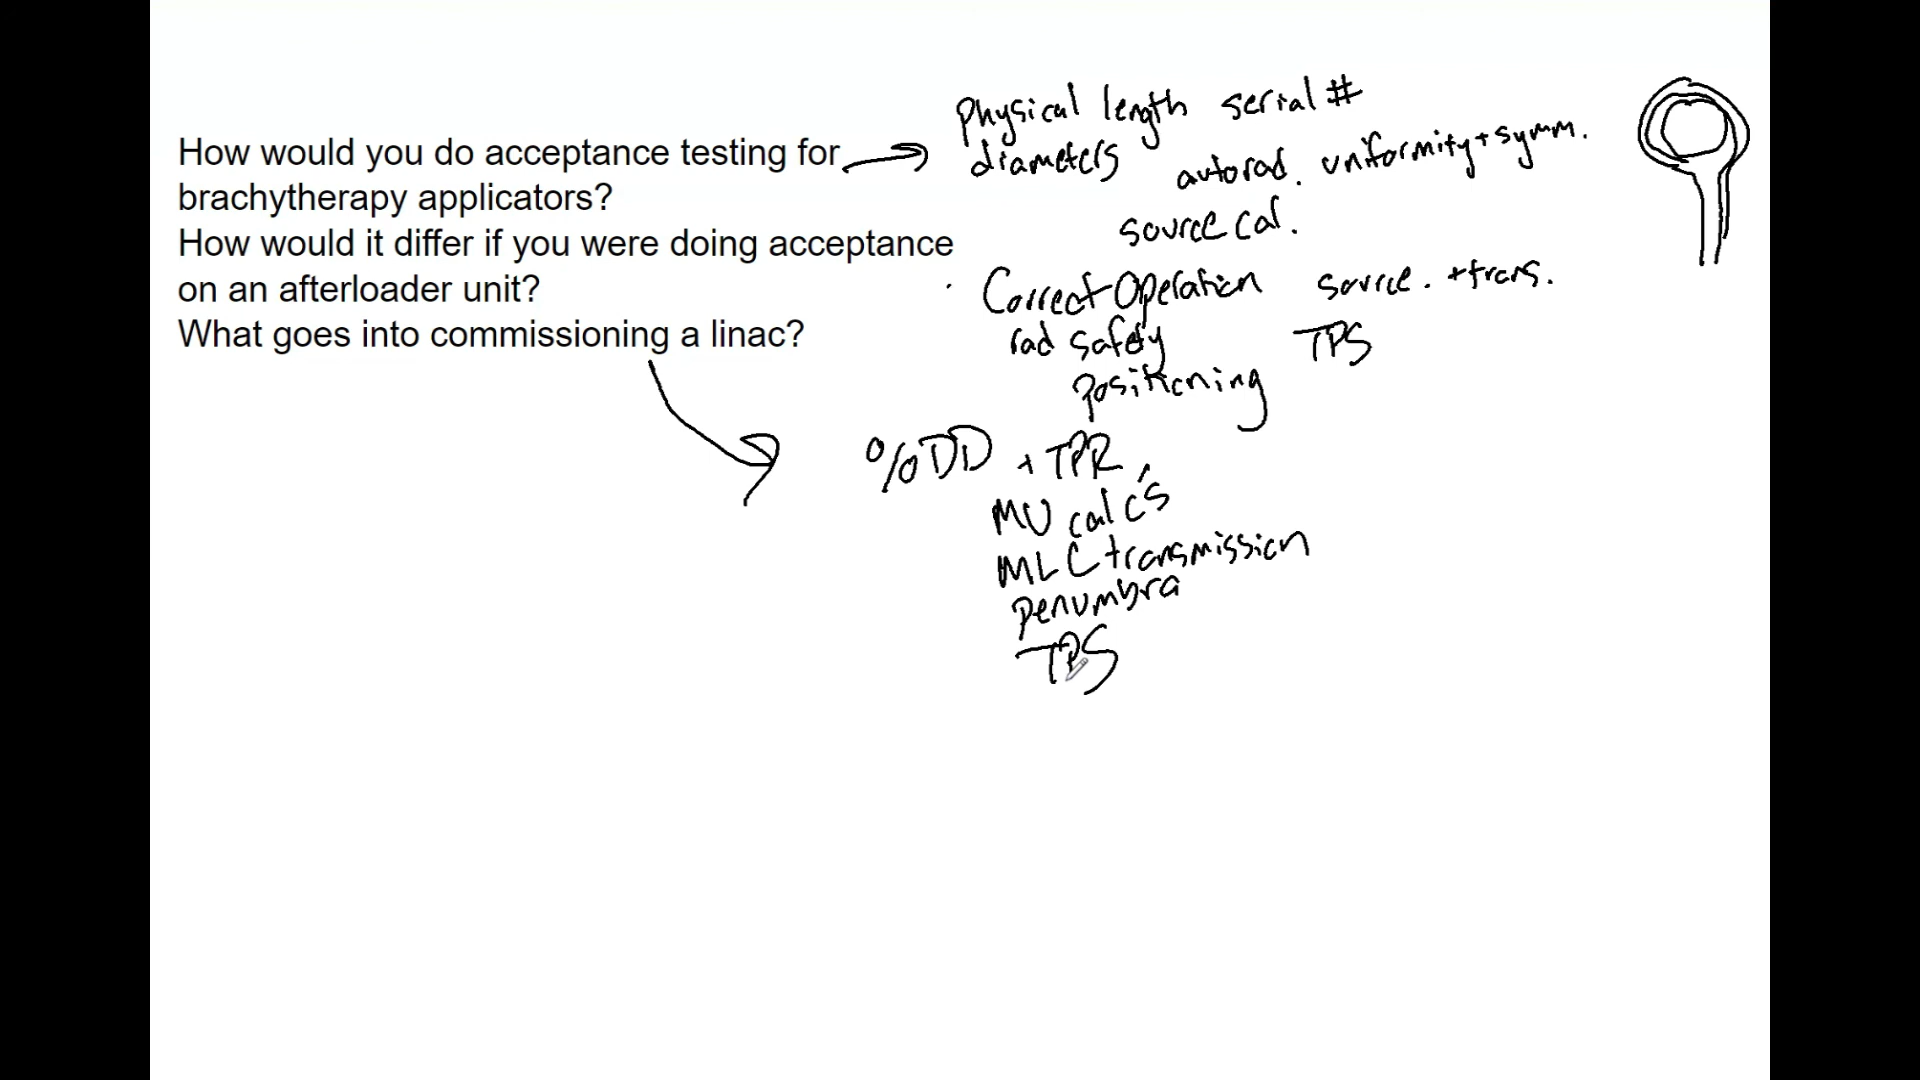 How would you do acceptance testing for
brachytherapy applicators?
How would it differ if you were doing acceptance
on an afterloader unit?
What goes into commissioning a linac?
Physical length serial #
diameters autorad. uniformity + symm.
source cal.
Correct Operation source. + trans.
rad safety TPS
positioning
%DD + TPR
MU calc's
MLC transmission
penumbra
TPS